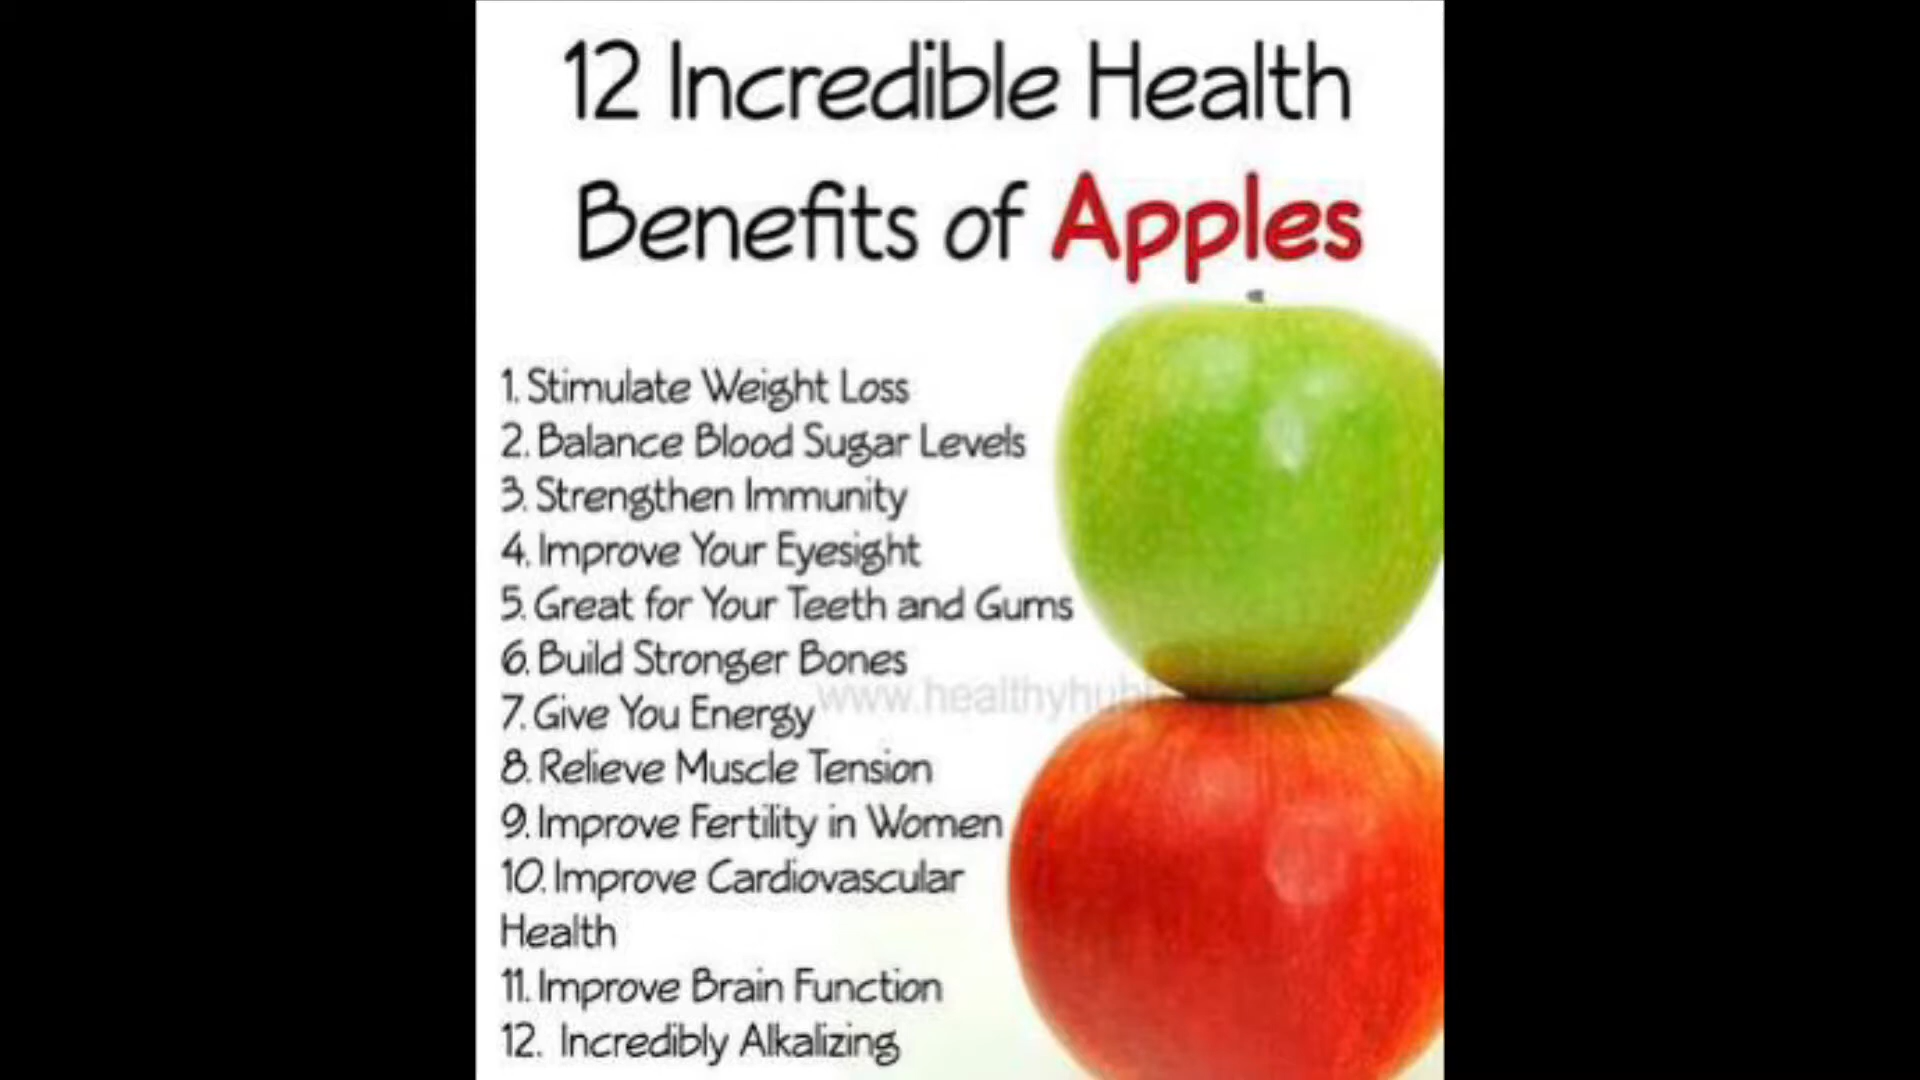 12 Incredible Health
Benefits of Apples
1. Stimulate Weight Loss
2. Balance Blood Sugar Levels
3. Strengthen Immunity
4. Improve Your Eyesight
5. Great for Your Teeth and Gums
6. Build Stronger Bones
7. Give You Energy
8. Relieve Muscle Tension
9. Improve Fertility in Women
10. Improve Cardiovascular
Health
11. Improve Brain Function
12. Incredibly Alkalizing